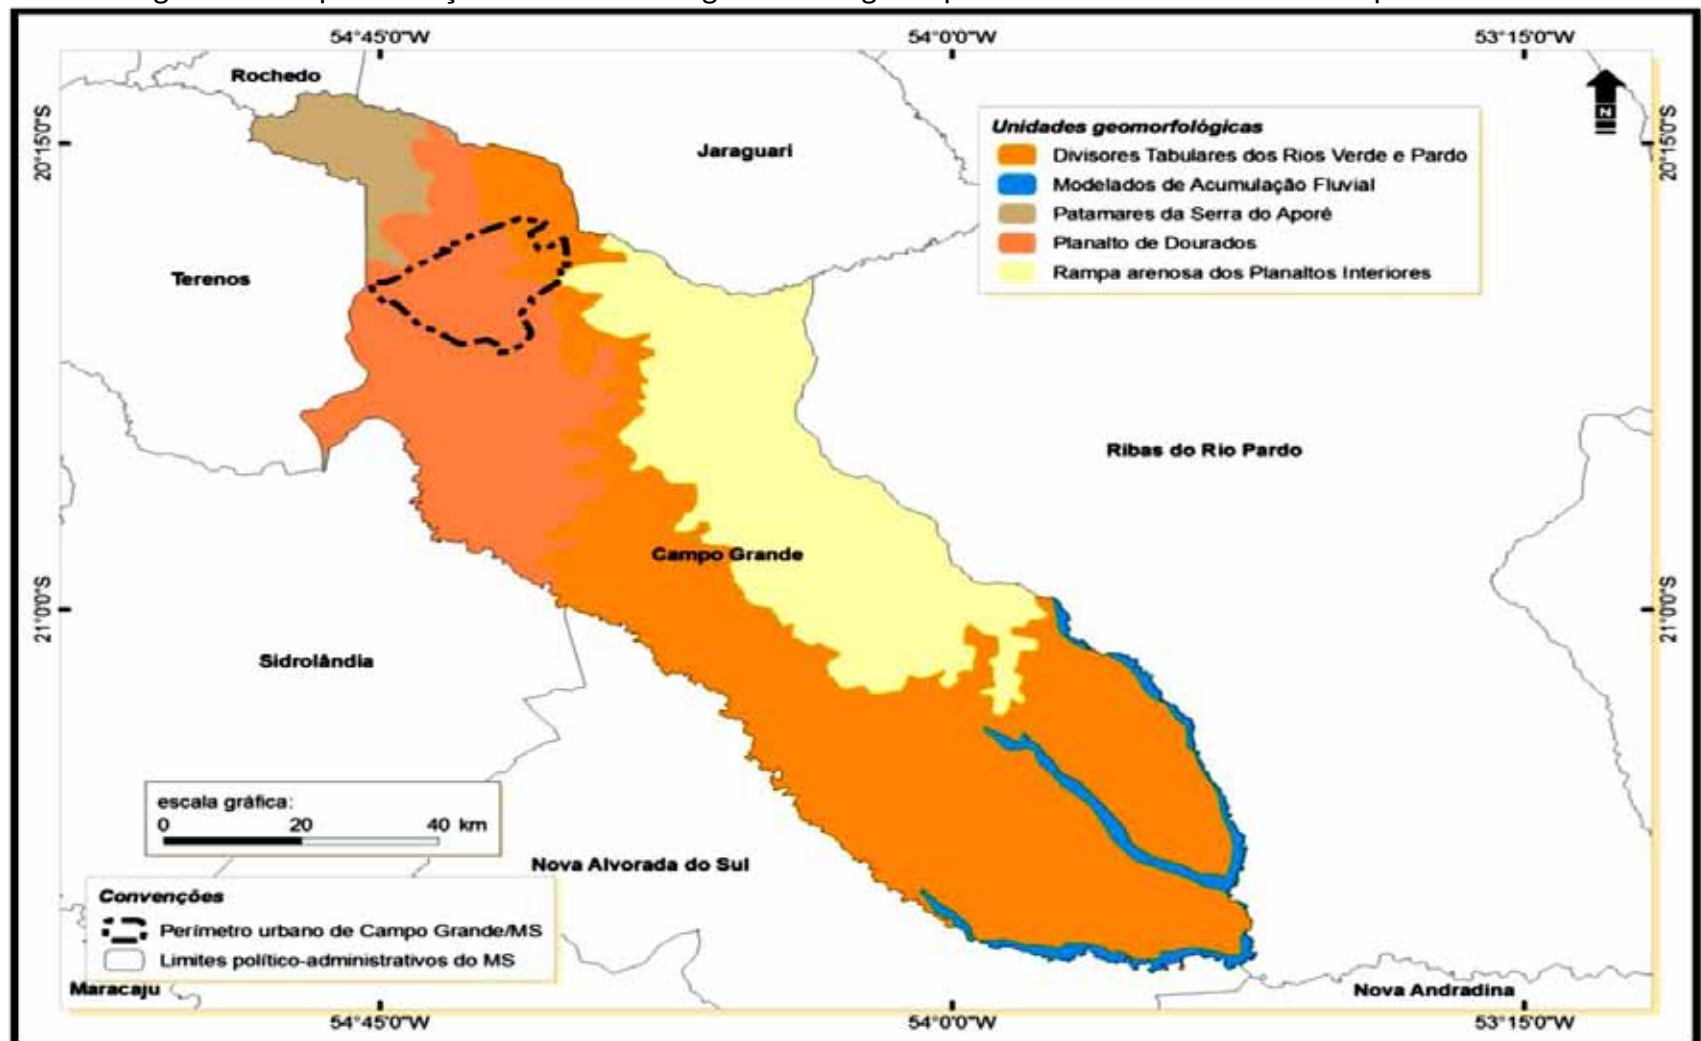 54°45'0"W 54°0'0"W 53°15'0"W
Rochedo
20°15'0"S
Jaraguari
N
20°15'0"S
Unidades geomorfológicas
Divisores Tabulares dos Rios Verde e Pardo
Modelados de Acumulação Fluvial
Patamares da Serra do Aporé
Planalto de Dourados
Rampa arenosa dos Planaltos Interiores
Terenos
Ribas do Rio Pardo
Campo Grande
21°0'0"S
21°0'0"S
Sidrolândia
escala gráfica:
0 20 40 km
Nova Alvorada do Sul
Convenções
Perímetro urbano de Campo Grande/MS
Limites político-administrativos do MS
Maracaju
Nova Andradina
54°45'0"W 54°0'0"W 53°15'0"W